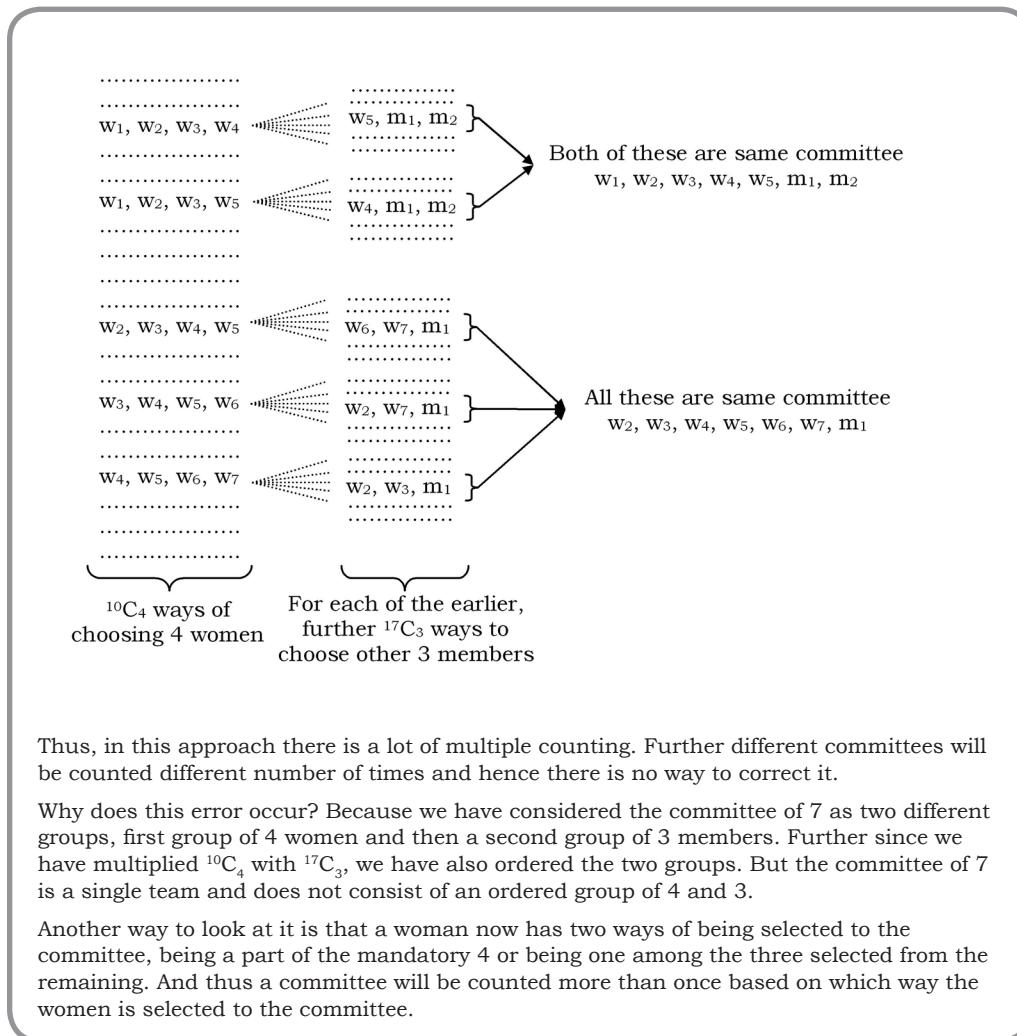 w₁, w₂, w₃, w₄
w₅, m₁, m₂
Both of these are same committee
w₁, w₂, w₃, w₄, w₅, m₁, m₂
w₁, w₂, w₃, w₅
w₄, m₁, m₂
w₂, w₃, w₄, w₅
w₆, w₇, m₁
w₃, w₄, w₅, w₆
w₂, w₇, m₁
All these are same committee
w₂, w₃, w₄, w₅, w₆, w₇, m₁
w₄, w₅, w₆, w₇
w₂, w₃, m₁
¹⁰C₄ ways of
choosing 4 women
For each of the earlier,
further ¹⁷C₃ ways to
choose other 3 members
Thus, in this approach there is a lot of multiple counting. Further different committees will
be counted different number of times and hence there is no way to correct it.
Why does this error occur? Because we have considered the committee of 7 as two different
groups, first group of 4 women and then a second group of 3 members. Further since we
have multiplied ¹⁰C₄ with ¹⁷C₃, we have also ordered the two groups. But the committee of 7
is a single team and does not consist of an ordered group of 4 and 3.
Another way to look at it is that a woman now has two ways of being selected to the
committee, being a part of the mandatory 4 or being one among the three selected from the
remaining. And thus a committee will be counted more than once based on which way the
women is selected to the committee.